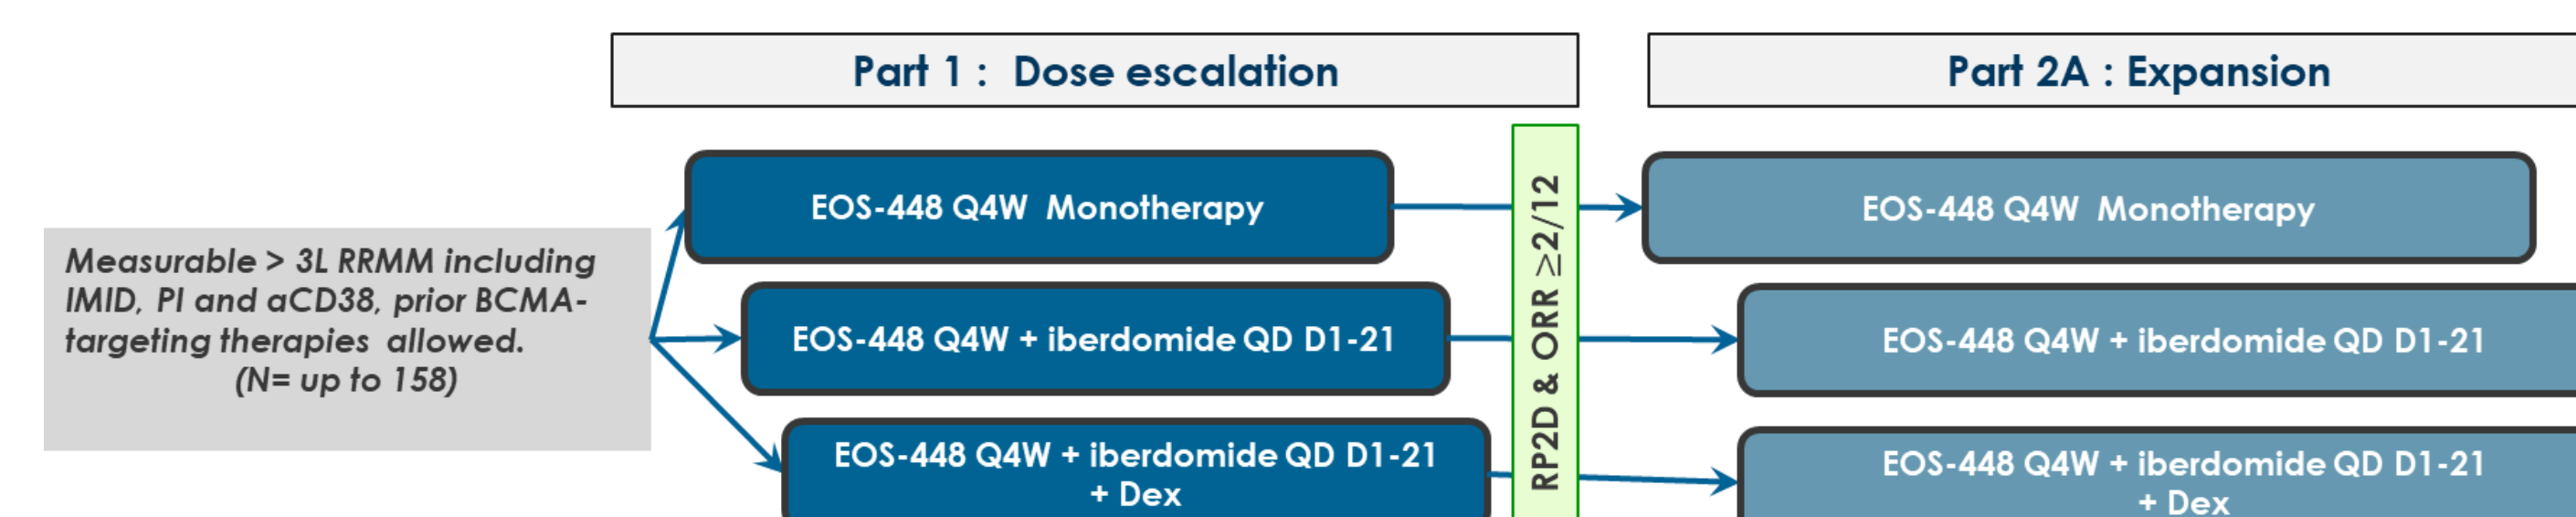 Part 1 :  Dose escalation
Part 2A : Expansion
Measurable > 3L RRMM including
IMID, PI and aCD38, prior BCMA-
targeting therapies  allowed.
(N= up to 158)
EOS-448 Q4W  Monotherapy
EOS-448 Q4W + iberdomide QD D1-21
EOS-448 Q4W + iberdomide QD D1-21
+ Dex
RP2D & ORR ≥2/12
EOS-448 Q4W  Monotherapy
EOS-448 Q4W + iberdomide QD D1-21
EOS-448 Q4W + iberdomide QD D1-21
+ Dex